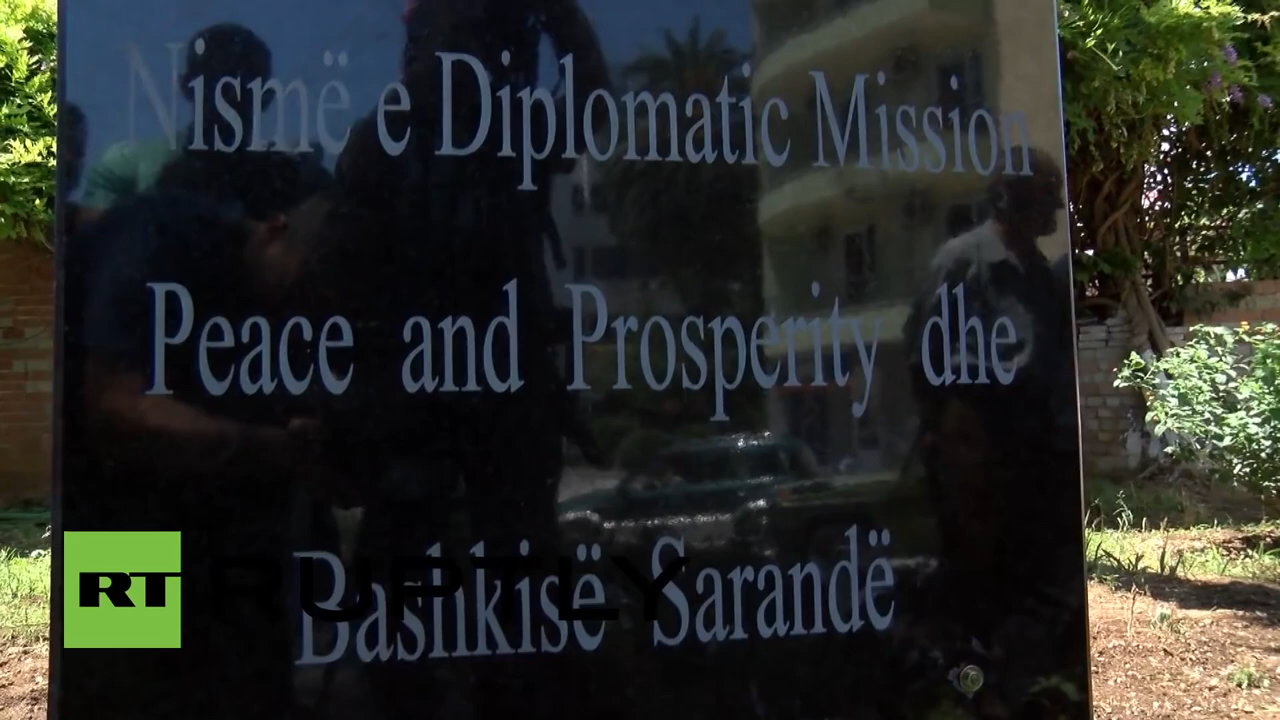 Nismë e Diplomatic Mission
Peace and Prosperity dhe
Bashkisë Sarandë
RT RUPTLY